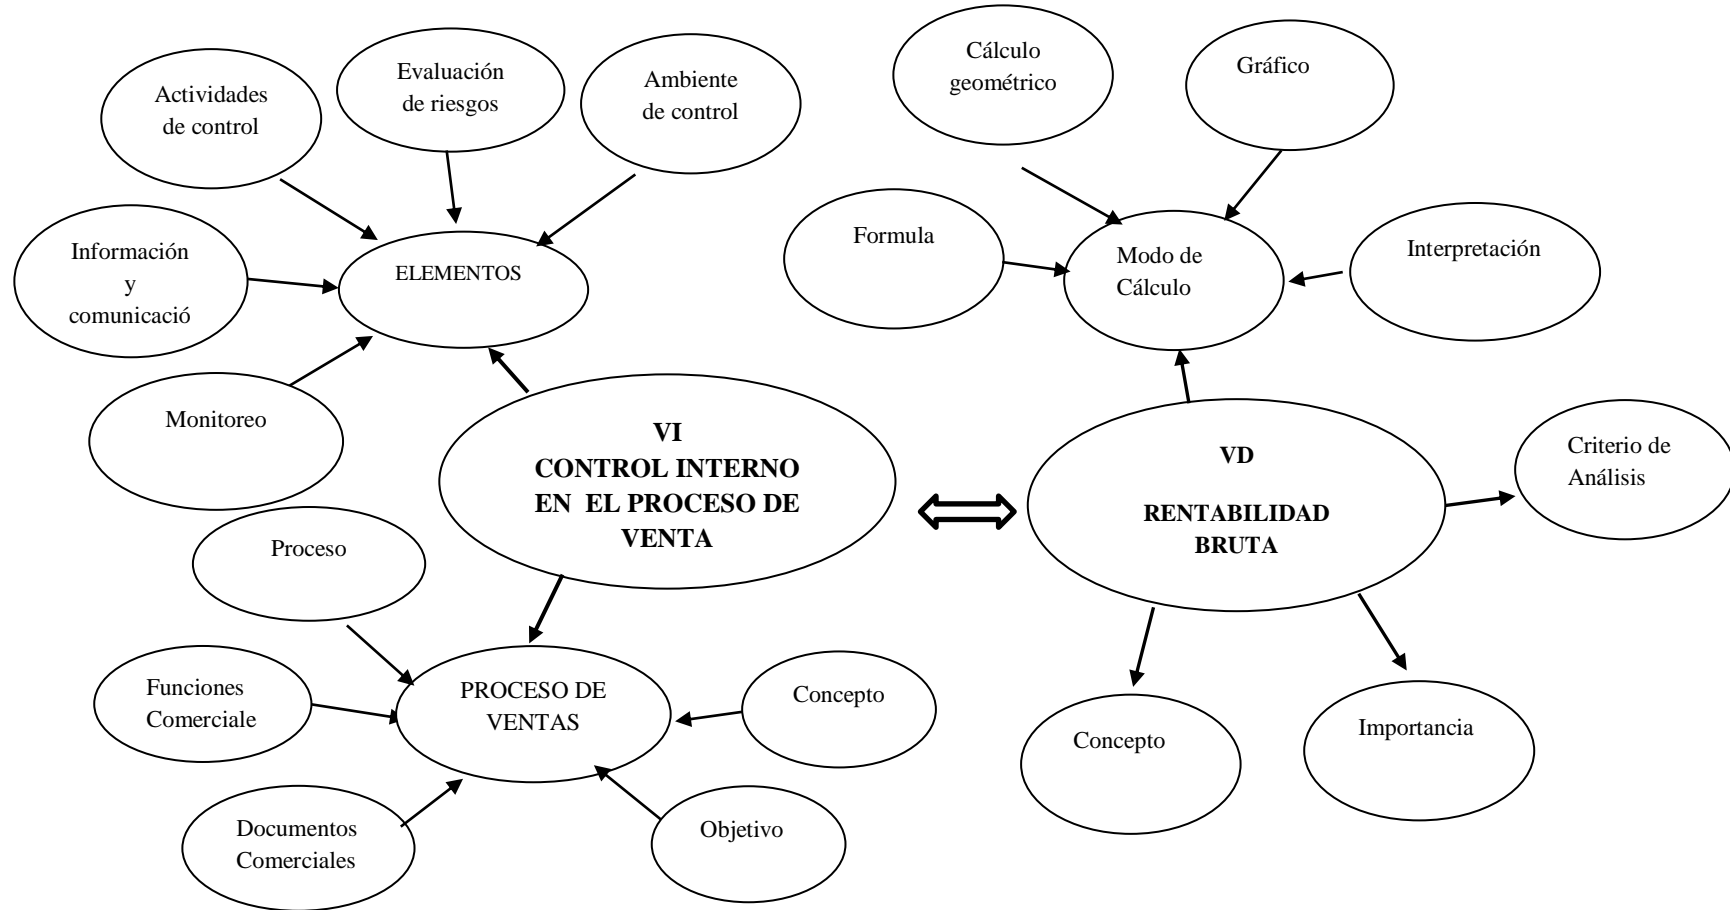 Actividades
de control
Evaluación
de riesgos
Ambiente
de control
Información
y
comunicació
ELEMENTOS
Monitoreo
VI
CONTROL INTERNO
EN EL PROCESO DE
VENTA
Proceso
Funciones
Comerciale
PROCESO DE
VENTAS
Concepto
Documentos
Comerciales
Objetivo
Cálculo
geométrico
Gráfico
Formula
Modo de
Cálculo
Interpretación
VD
RENTABILIDAD
BRUTA
Criterio de
Análisis
Concepto
Importancia